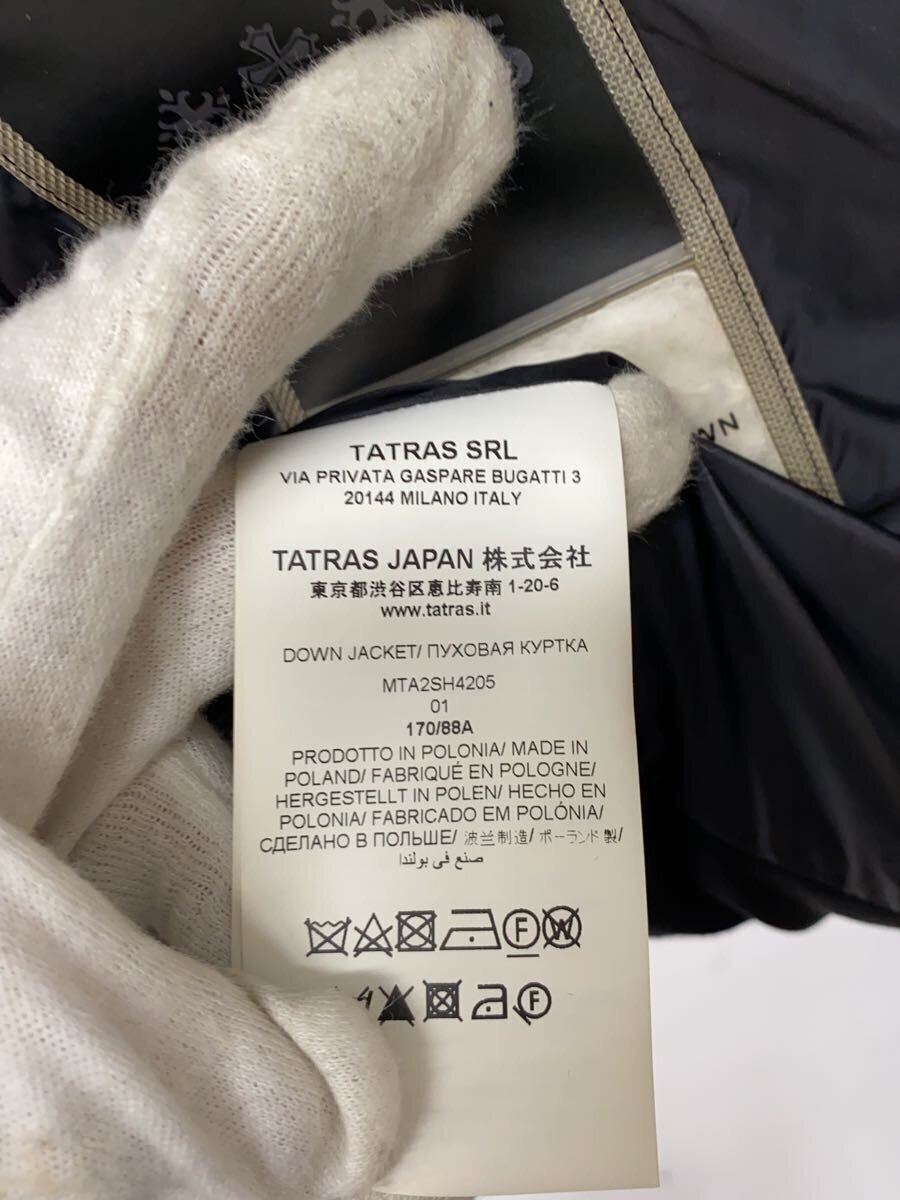 TATRAS SRL
VIA PRIVATA GASPARE BUGATTI 3
20144 MILANO ITALY
TATRAS JAPAN 株式会社
東京都渋谷区恵比寿南 1-20-6
www.tatras.it
DOWN JACKET/ ПУХОВАЯ КУРТКА
MTA2SH4205
01
170/88A
PRODOTTO IN POLONIA/ MADE IN
POLAND/ FABRIQUÉ EN POLOGNE/
HERGESTELLT IN POLEN/ HECHO EN
POLONIA/ FABRICADO EM POLÓNIA/
СДЕЛАНО В ПОЛЬШЕ/ 波兰制造/ ポーランド製/
صنع في بولندا
F W
F